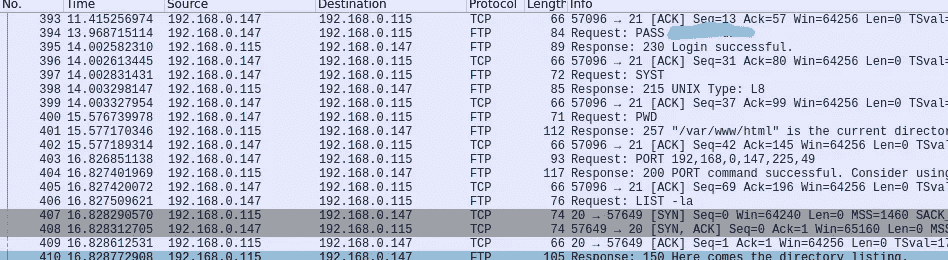 No. Time Source Destination Protocol Length Info
393 11.415256974 192.168.0.147 192.168.0.115 TCP 66 57096 → 21 [ACK] Seq=13 Ack=57 Win=64256 Len=0 TSval=
394 13.968715114 192.168.0.147 192.168.0.115 FTP 84 Request: PASS
395 14.002582310 192.168.0.115 192.168.0.147 FTP 89 Response: 230 Login successful.
396 14.002613445 192.168.0.147 192.168.0.115 TCP 66 57096 → 21 [ACK] Seq=31 Ack=80 Win=64256 Len=0 TSval=
397 14.002831431 192.168.0.147 192.168.0.115 FTP 72 Request: SYST
398 14.003298147 192.168.0.115 192.168.0.147 FTP 85 Response: 215 UNIX Type: L8
399 14.003327954 192.168.0.147 192.168.0.115 TCP 66 57096 → 21 [ACK] Seq=37 Ack=99 Win=64256 Len=0 TSval=
400 15.576739978 192.168.0.147 192.168.0.115 FTP 71 Request: PWD
401 15.577170346 192.168.0.115 192.168.0.147 FTP 112 Response: 257 "/var/www/html" is the current director
402 15.577189314 192.168.0.147 192.168.0.115 TCP 66 57096 → 21 [ACK] Seq=42 Ack=145 Win=64256 Len=0 TSval
403 16.826851138 192.168.0.147 192.168.0.115 FTP 93 Request: PORT 192,168,0,147,225,49
404 16.827401969 192.168.0.115 192.168.0.147 FTP 117 Response: 200 PORT command successful. Consider using
405 16.827420072 192.168.0.147 192.168.0.115 TCP 66 57096 → 21 [ACK] Seq=69 Ack=196 Win=64256 Len=0 TSval
406 16.827509621 192.168.0.147 192.168.0.115 FTP 76 Request: LIST -la
407 16.828290570 192.168.0.115 192.168.0.147 TCP 74 20 → 57649 [SYN] Seq=0 Win=64240 Len=0 MSS=1460 SACK_
408 16.828312705 192.168.0.147 192.168.0.115 TCP 74 57649 → 20 [SYN, ACK] Seq=0 Ack=1 Win=65160 Len=0 MSS
409 16.828612531 192.168.0.115 192.168.0.147 TCP 66 20 → 57649 [ACK] Seq=1 Ack=1 Win=64256 Len=0 TSval=17
410 16.828772908 192.168.0.115 192.168.0.147 FTP 105 Response: 150 Here comes the directory listing.